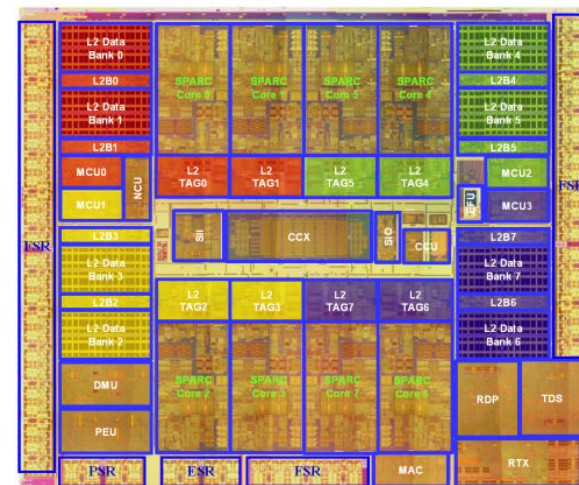 L2 Data
Bank 0
L2B0
L2 Data
Bank 1
L2B1
SPARC
Core 0
SPARC
Core 1
SPARC
Core 5
SPARC
Core 4
L2 Data
Bank 4
L2B4
L2 Data
Bank 5
L2B5
MCU0
MCU1
NCU
L2
TAG0
L2
TAG1
L2
TAG5
L2
TAG4
MCU2
EFU
MCU3
FSR
FSR
SII
CCX
SIO
CCU
L2B3
L2 Data
Bank 3
L2B2
L2 Data
Bank 2
L2
TAG2
L2
TAG3
L2
TAG7
L2
TAG6
L2B7
L2 Data
Bank 7
L2B6
L2 Data
Bank 6
SPARC
Core 2
SPARC
Core 3
SPARC
Core 7
SPARC
Core 6
DMU
PEU
RDP
TDS
PSR
ESR
FSR
MAC
RTX